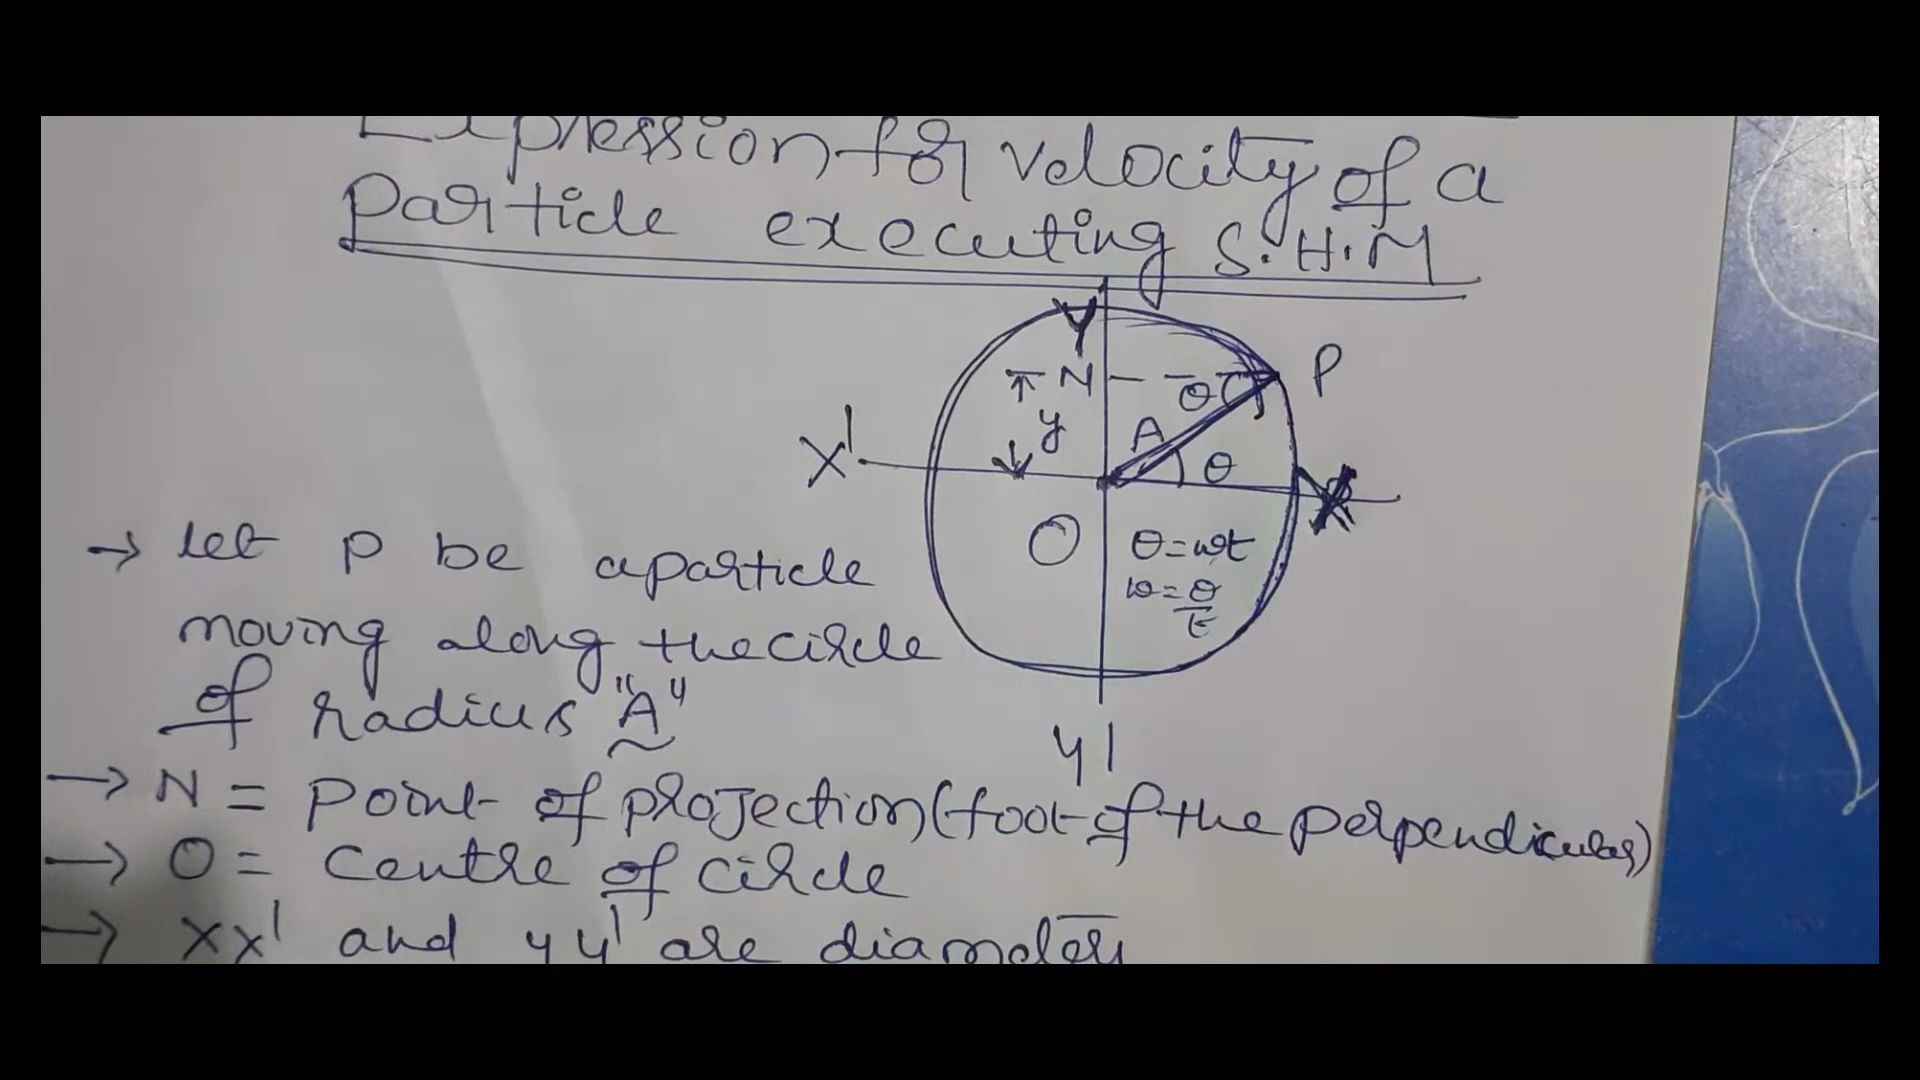 Expression for velocity of a
Particle executing S.H.M
Y
N
P
θ
y
A
X'
θ
X
O
θ=ωt
ω=θ/t
Y'
→ let P be a particle
moving along the circle
of radius "A"
→ N = Point of projection (foot of the perpendicular)
→ O = Centre of circle
→ XX' and YY' are diameter